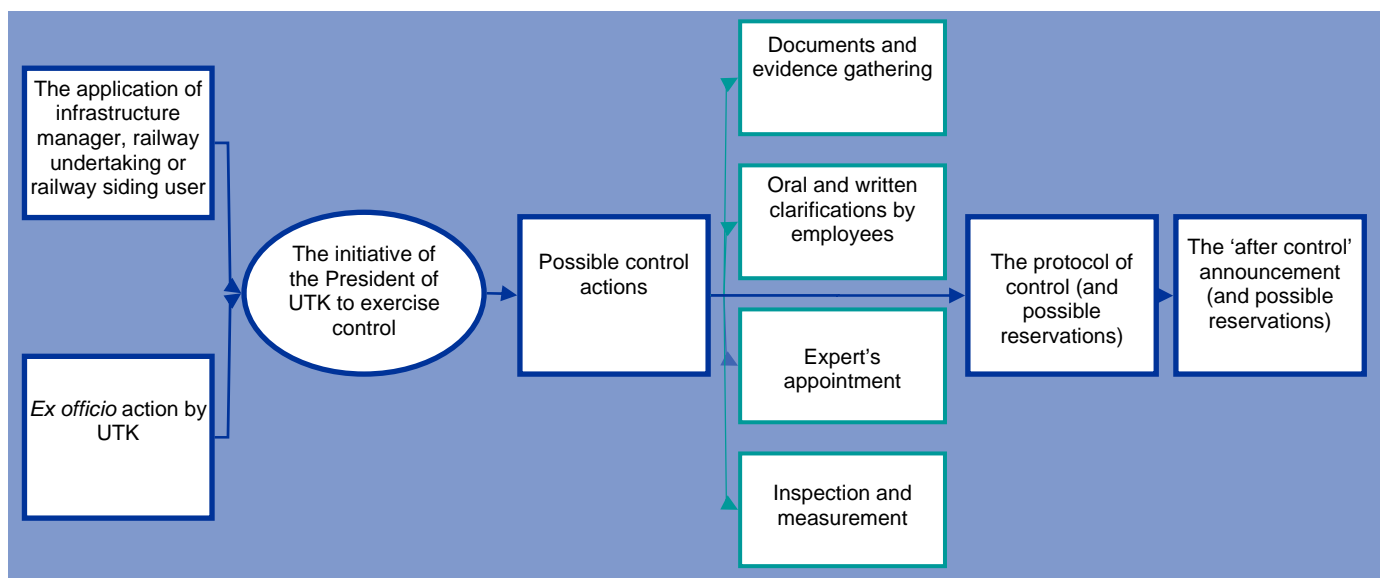 The application of
infrastructure
manager, railway
undertaking or
railway siding user
Ex officio action by
UTK
The initiative of
the President of
UTK to exercise
control
Possible control
actions
Documents and
evidence gathering
Oral and written
clarifications by
employees
Expert's
appointment
Inspection and
measurement
The protocol of
control (and
possible
reservations)
The ‘after control’
announcement
(and possible
reservations)